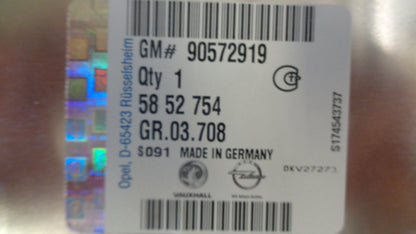 Opel, D-65423 Rüsselsheim
GM# 90572919
Qty 1
58 52 754
GR.03.708
S091 MADE IN GERMANY
VAUXHALL
0KV27273
S174543737